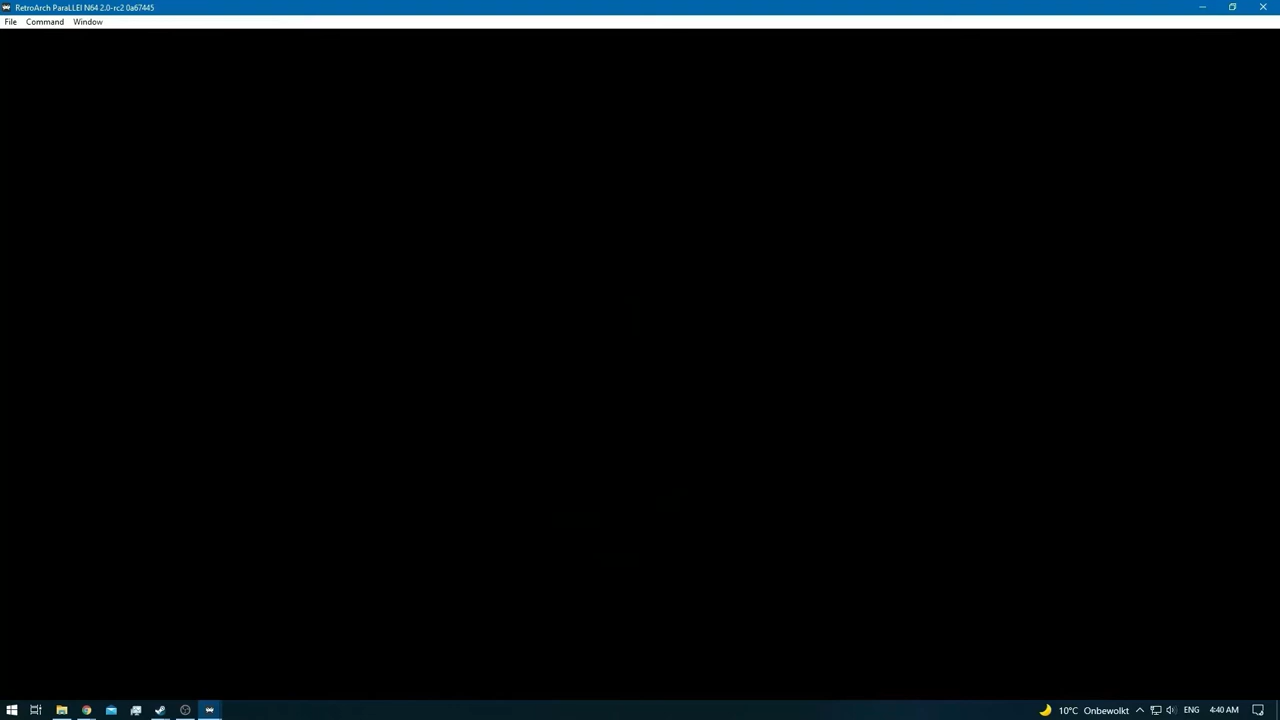 RetroArch ParaLLEl N64 2.0-rc2 0a67445
File Command Window
10°C Onbewolkt ENG 4:40 AM